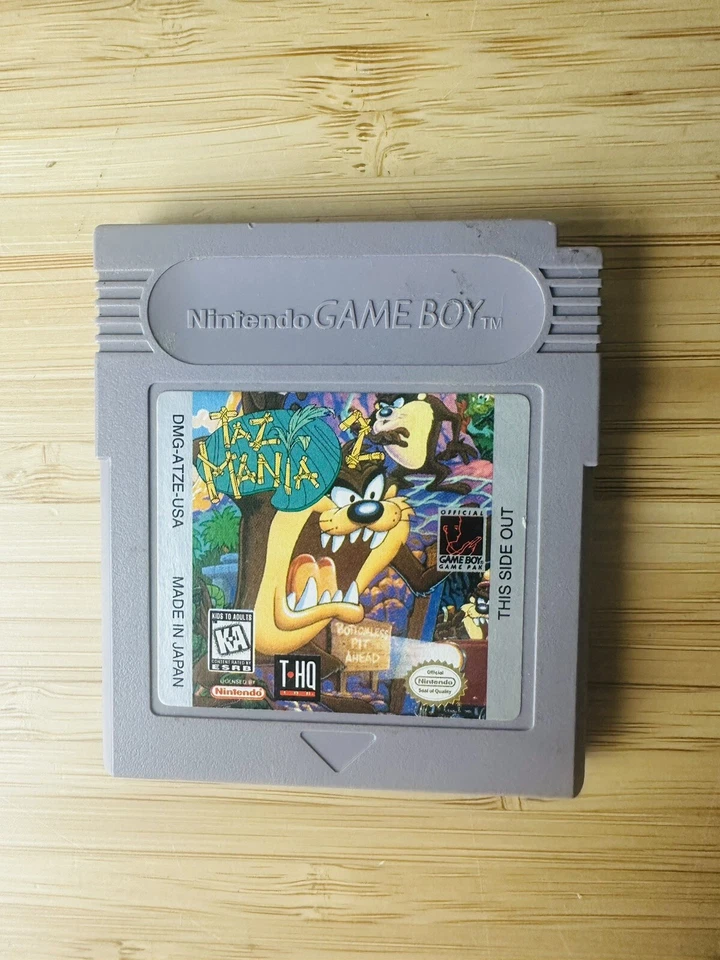 Nintendo GAME BOY TM
TAZ
MANIA
2
DMG-ATZE-USA
MADE IN JAPAN
OFFICIAL
GAME BOY
GAME PAK
THIS SIDE OUT
KIDS TO ADULTS
KA
CONTENT RATED BY
ESRB
LICENSED BY
Nintendo
T·HQ
BOTTOMLESS
PIT
AHEAD
Official
Nintendo
Seal of Quality